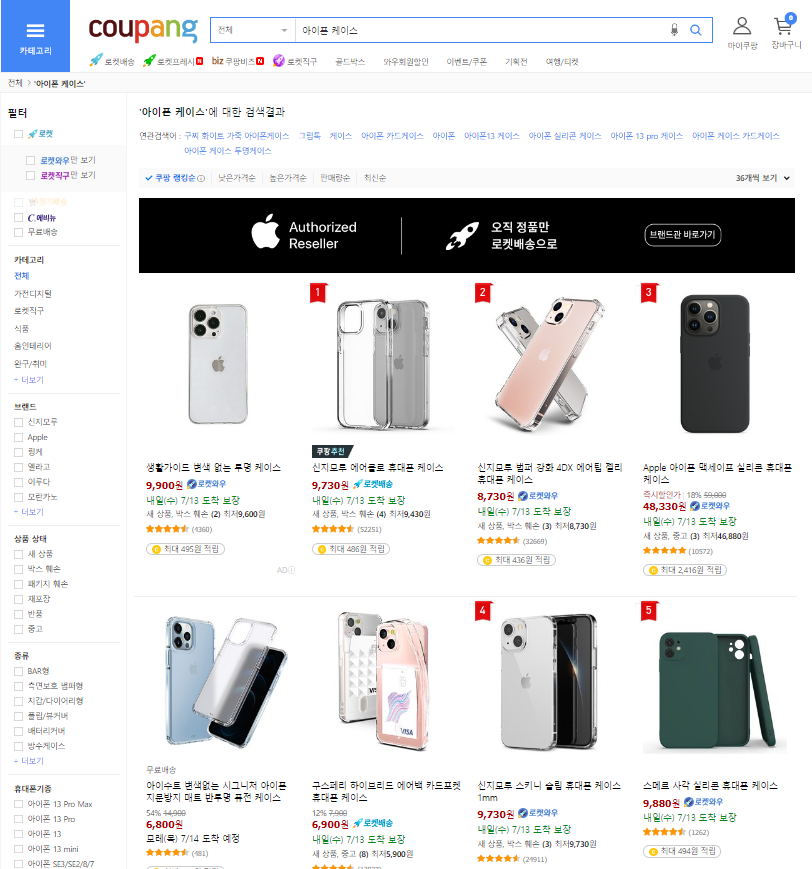 카테고리
coupang
전체
아이폰 케이스
마이쿠팡
0
장바구니
로켓배송
로켓프레시 N
biz 쿠팡비즈 N
로켓직구
골드박스
와우회원할인
이벤트/쿠폰
기획전
여행/티켓
전체 > '아이폰 케이스'
필터
로켓
로켓와우만 보기
로켓직구만 보기
C.에비뉴
무료배송
카테고리
전체
가전디지털
로켓직구
식품
홈인테리어
완구/취미
+ 더보기
브랜드
신지모루
Apple
링케
엘라고
이루다
모란카노
+ 더보기
상품 상태
새 상품
박스 훼손
패키지 훼손
재포장
반품
중고
종류
BAR형
측면보호 범퍼형
지갑/다이어리형
플립/뷰커버
배터리커버
방수케이스
+ 더보기
휴대폰기종
아이폰 13 Pro Max
아이폰 13 Pro
아이폰 13
아이폰 13 mini
아이폰 SE3/SE2/8/7
'아이폰 케이스'에 대한 검색결과
연관검색어 : 구찌 화이트 가죽 아이폰케이스 그립톡 케이스 아이폰 카드케이스 아이폰 아이폰13 케이스 아이폰 실리콘 케이스 아이폰 13 pro 케이스 아이폰 케이스 카드케이스
아이폰 케이스 투명케이스
쿠팡 랭킹순 낮은가격순 높은가격순 판매량순 최신순
36개씩 보기
Authorized
Reseller
오직 정품만
로켓배송으로
브랜드관 바로가기
생활가이드 변색 없는 투명 케이스
9,900원 로켓와우
내일(수) 7/13 도착 보장
새 상품, 박스 훼손 (2) 최저9,600원
(4360)
최대 495원 적립
AD
1
쿠팡추천
신지모루 에어클로 휴대폰 케이스
9,730원 로켓배송
내일(수) 7/13 도착 보장
새 상품, 박스 훼손 (4) 최저9,430원
(52251)
최대 486원 적립
2
신지모루 범퍼 강화 4DX 에어팁 젤리
휴대폰 케이스
8,730원 로켓와우
내일(수) 7/13 도착 보장
새 상품, 박스 훼손 (3) 최저8,730원
(32669)
최대 436원 적립
3
Apple 아이폰 맥세이프 실리콘 휴대폰
케이스
즉시할인가 18% 59,000
48,330원 로켓와우
내일(수) 7/13 도착 보장
새 상품, 중고 (3) 최저46,880원
(10572)
최대 2,416원 적립
무료배송
아이수트 변색없는 시그니처 아이폰
지문방지 매트 반투명 퓨전 케이스
54% 14,900
6,800원
모레(목) 7/14 도착 예정
(481)
VISA
VISA
구스페리 하이브리드 에어백 카드포켓
휴대폰 케이스
12% 7,900
6,900원 로켓배송
내일(수) 7/13 도착 보장
새 상품, 중고 (8) 최저5,900원
4
신지모루 스키니 슬림 휴대폰 케이스
1mm
9,730원 로켓와우
내일(수) 7/13 도착 보장
새 상품, 박스 훼손 (3) 최저9,730원
(24911)
5
스메르 사각 실리콘 휴대폰 케이스
9,880원 로켓와우
내일(수) 7/13 도착 보장
(1262)
최대 494원 적립